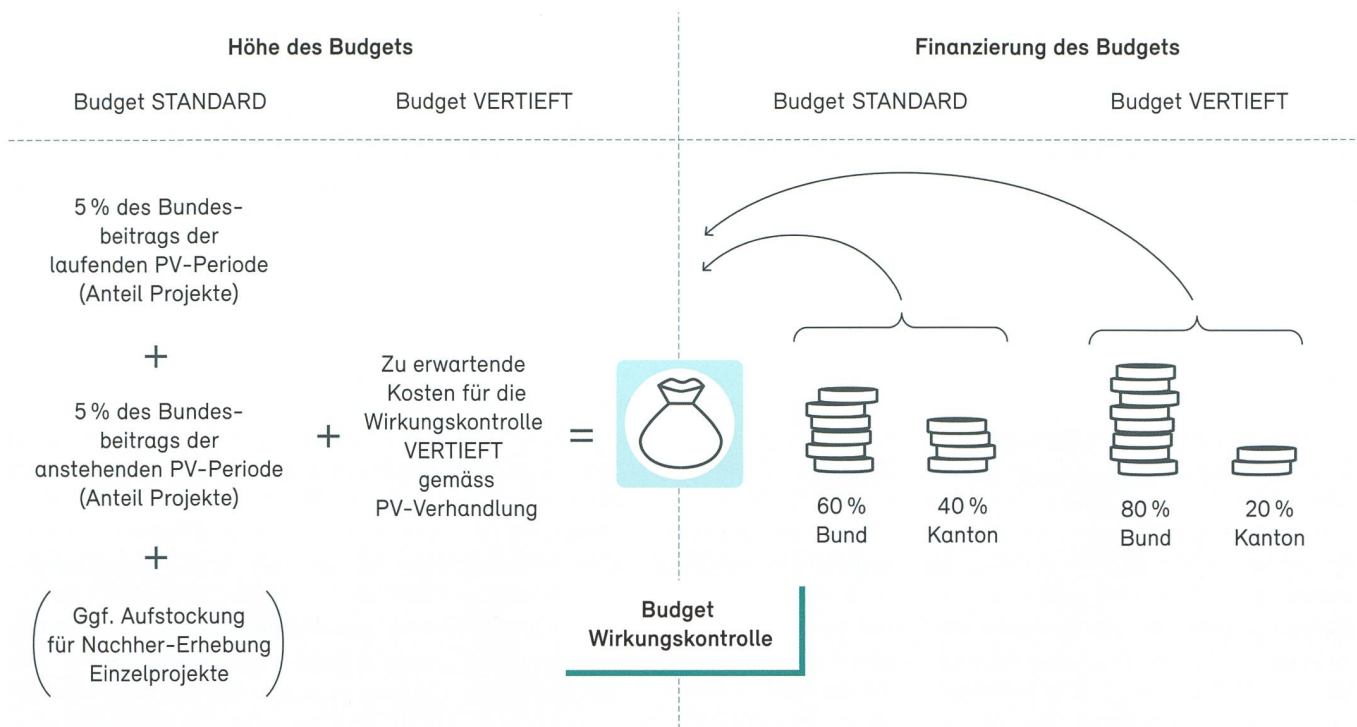 Höhe des Budgets
Budget STANDARD
Budget VERTIEFT
5 % des Bundes-
beitrags der
laufenden PV-Periode
(Anteil Projekte)
+
5 % des Bundes-
beitrags der
anstehenden PV-Periode
(Anteil Projekte)
+
(Ggf. Aufstockung
für Nachher-Erhebung
Einzelprojekte)
+
Zu erwartende
Kosten für die
Wirkungskontrolle
VERTIEFT
gemäss
PV-Verhandlung
=
Budget
Wirkungskontrolle
Finanzierung des Budgets
Budget STANDARD
Budget VERTIEFT
60 %
Bund
40 %
Kanton
80 %
Bund
20 %
Kanton